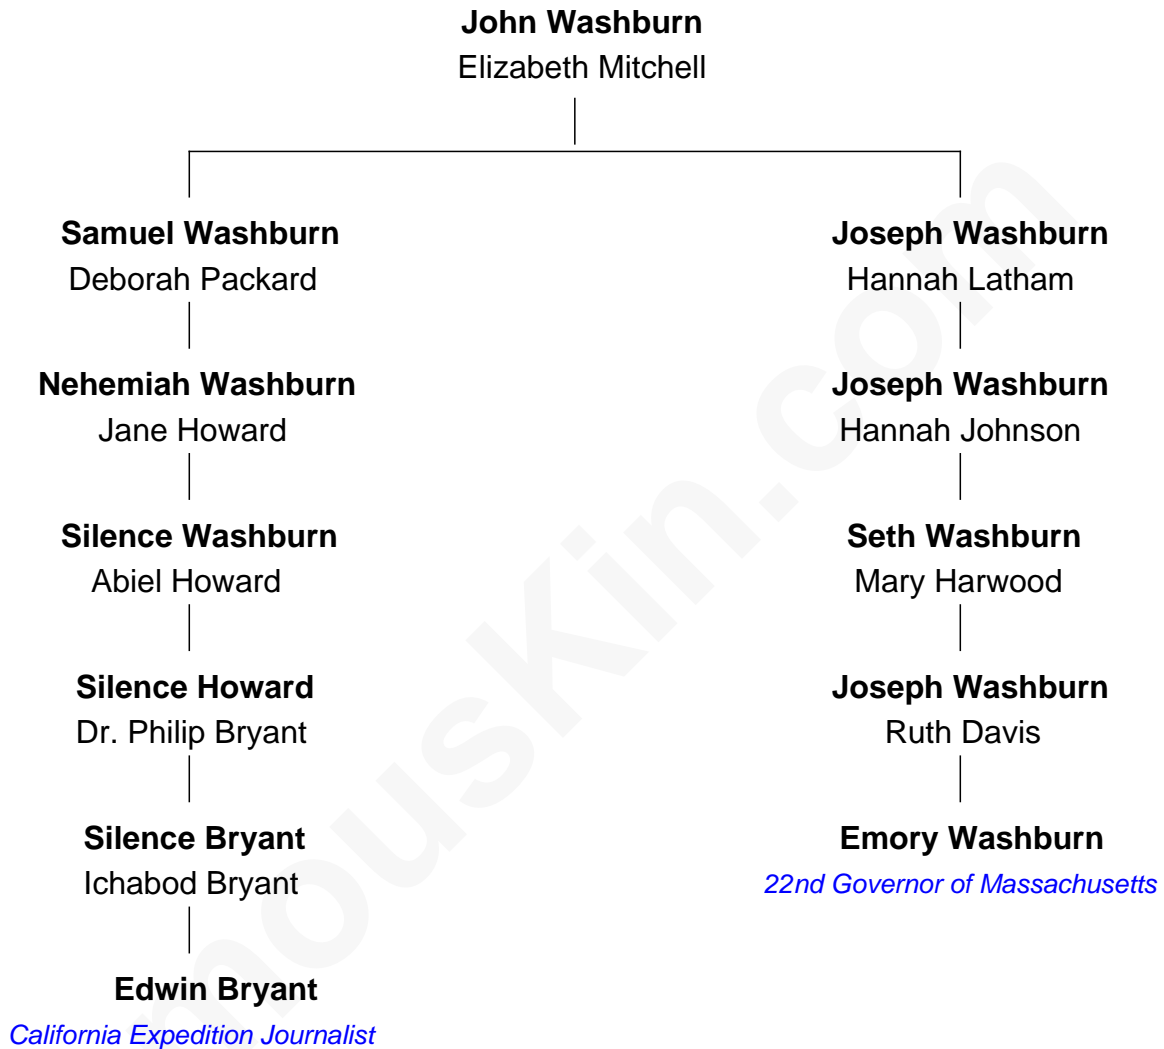 John Washburn
Elizabeth Mitchell
Samuel Washburn
Deborah Packard
Nehemiah Washburn
Jane Howard
Silence Washburn
Abiel Howard
Silence Howard
Dr. Philip Bryant
Silence Bryant
Ichabod Bryant
Edwin Bryant
California Expedition Journalist
Joseph Washburn
Hannah Latham
Joseph Washburn
Hannah Johnson
Seth Washburn
Mary Harwood
Joseph Washburn
Ruth Davis
Emory Washburn
22nd Governor of Massachusetts
mousKin.com